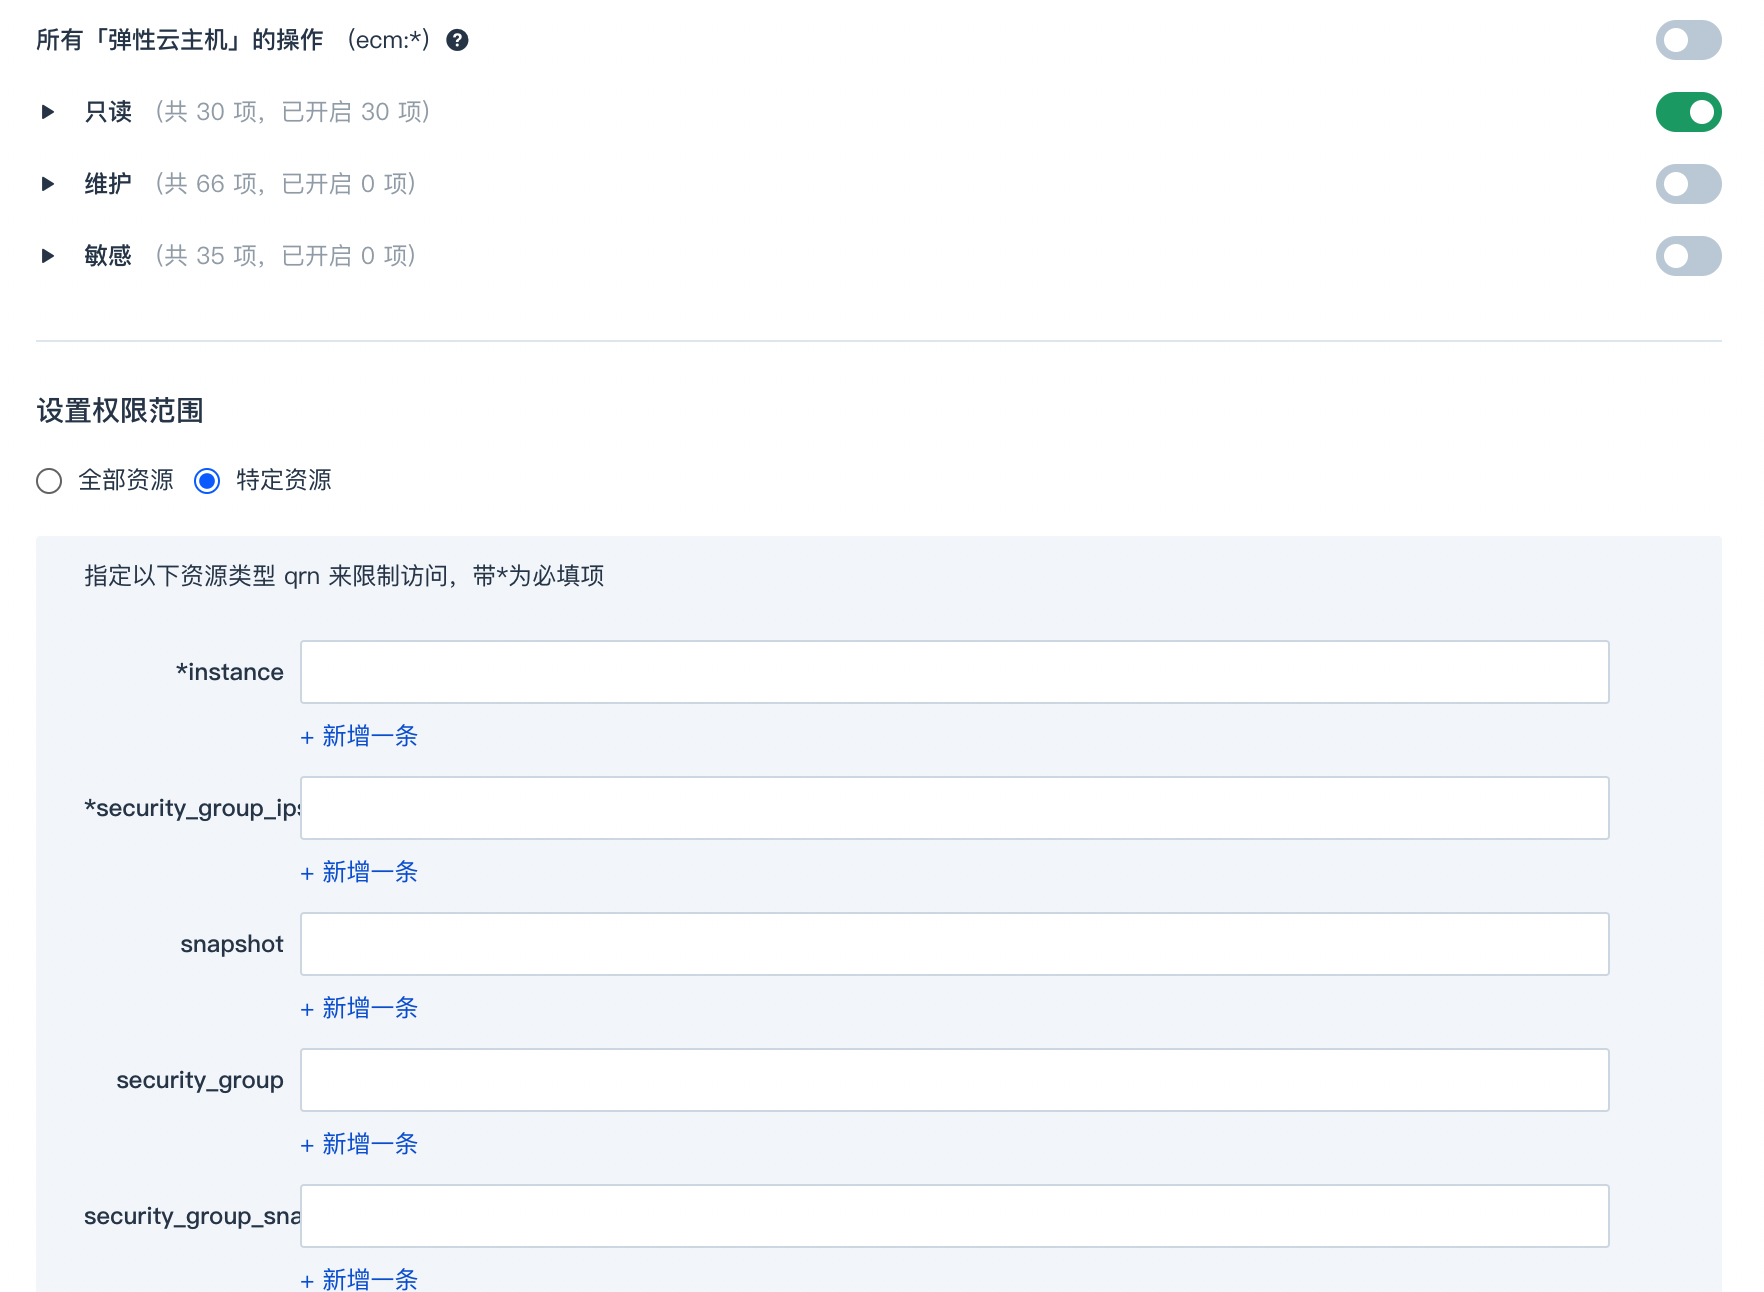 所有「弹性云主机」的操作 (ecm:*) ?
只读 (共 30 项，已开启 30 项)
维护 (共 66 项，已开启 0 项)
敏感 (共 35 项，已开启 0 项)
设置权限范围
全部资源 特定资源
指定以下资源类型 qrn 来限制访问，带*为必填项
*instance
+ 新增一条
*security_group_ips
+ 新增一条
snapshot
+ 新增一条
security_group
+ 新增一条
security_group_sna
+ 新增一条